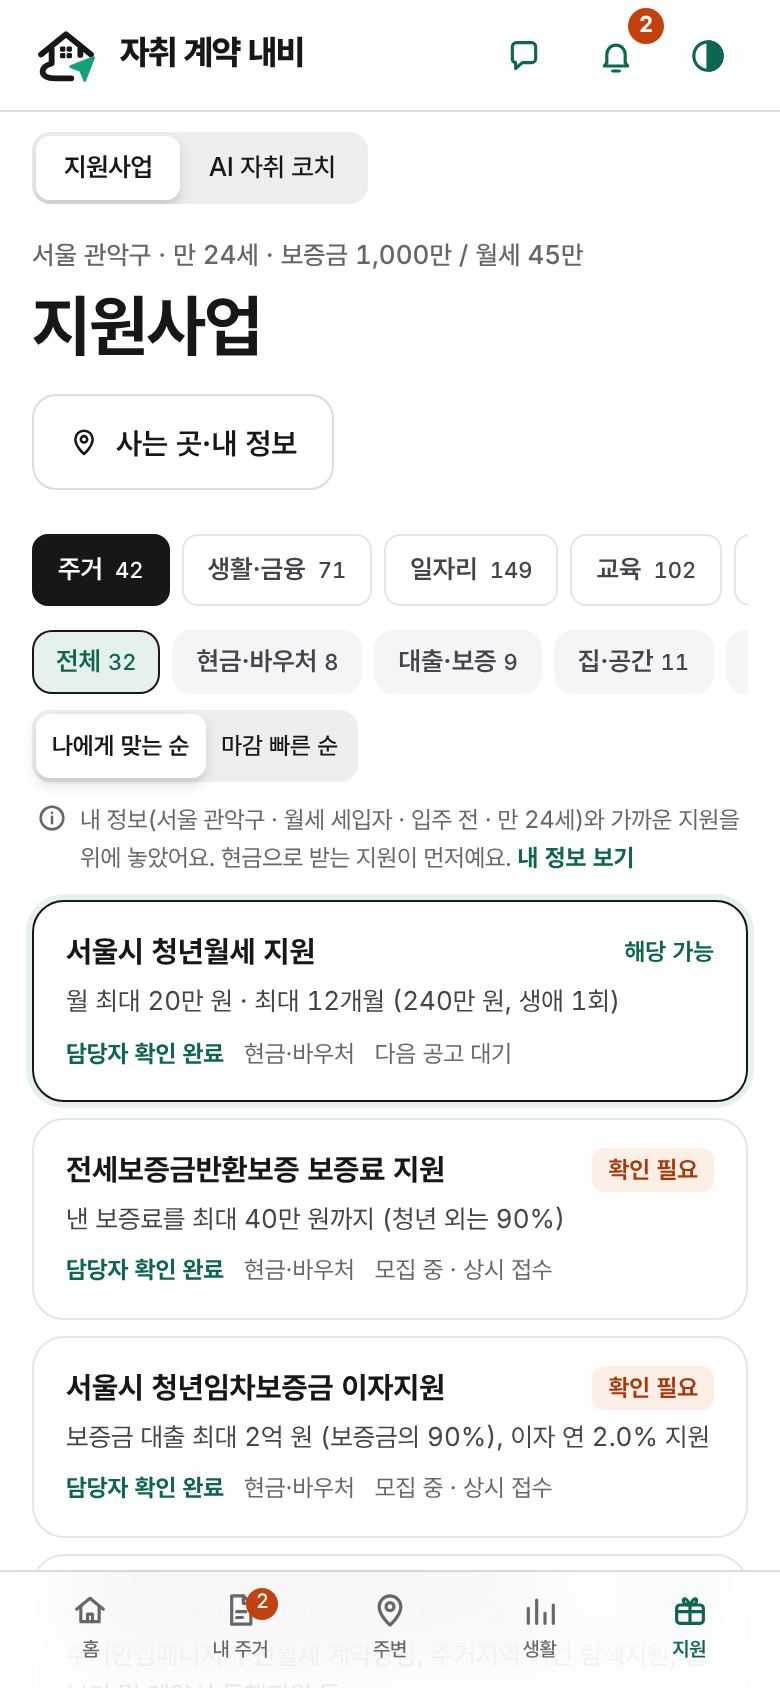 자취 계약 내비
2
지원사업
AI 자취 코치
서울 관악구 · 만 24세 · 보증금 1,000만 / 월세 45만
지원사업
사는 곳·내 정보
주거 42
생활·금융 71
일자리 149
교육 102
전체 32
현금·바우처 8
대출·보증 9
집·공간 11
나에게 맞는 순
마감 빠른 순
내 정보(서울 관악구 · 월세 세입자 · 입주 전 · 만 24세)와 가까운 지원을
위에 놓았어요. 현금으로 받는 지원이 먼저예요. 내 정보 보기
서울시 청년월세 지원
해당 가능
월 최대 20만 원 · 최대 12개월 (240만 원, 생애 1회)
담당자 확인 완료 현금·바우처 다음 공고 대기
전세보증금반환보증 보증료 지원
확인 필요
낸 보증료를 최대 40만 원까지 (청년 외는 90%)
담당자 확인 완료 현금·바우처 모집 중 · 상시 접수
서울시 청년임차보증금 이자지원
확인 필요
보증금 대출 최대 2억 원 (보증금의 90%), 이자 연 2.0% 지원
담당자 확인 완료 현금·바우처 모집 중 · 상시 접수
2
홈
내 주거
주변
생활
지원